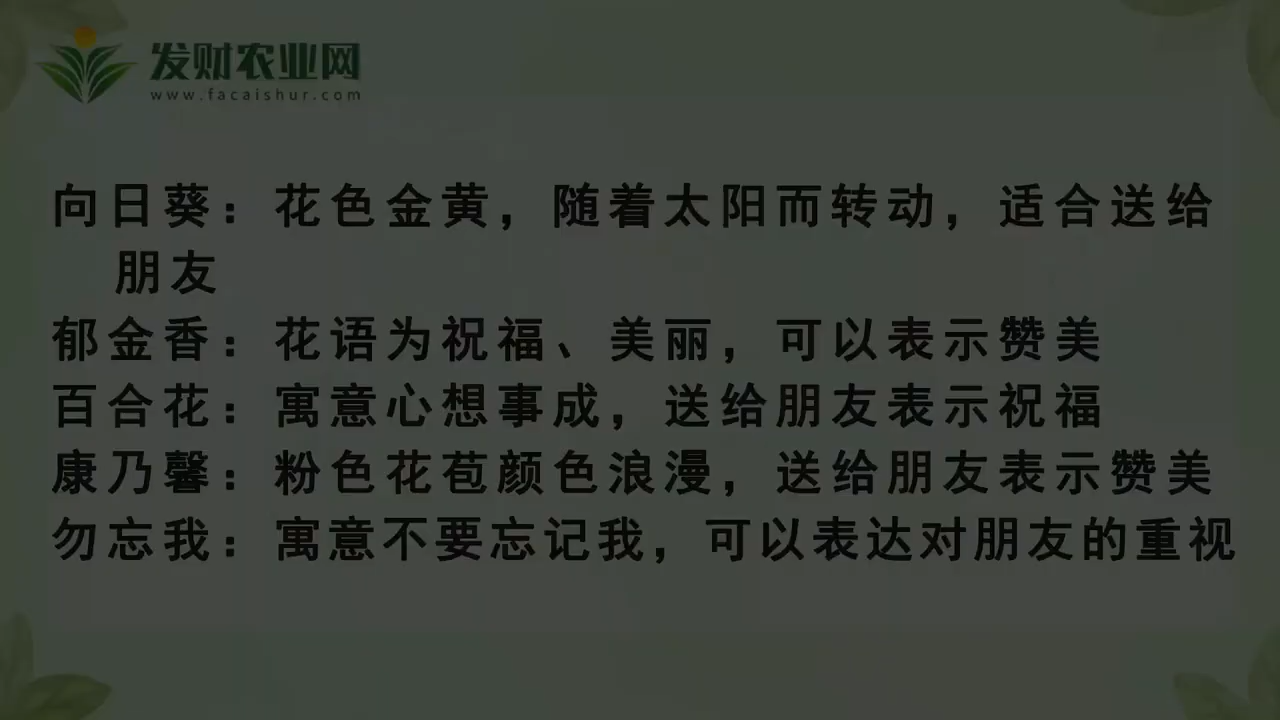 发财农业网
www.facaishur.com
向日葵：花色金黄，随着太阳而转动，适合送给
朋友
郁金香：花语为祝福、美丽，可以表示赞美
百合花：寓意心想事成，送给朋友表示祝福
康乃馨：粉色花苞颜色浪漫，送给朋友表示赞美
勿忘我：寓意不要忘记我，可以表达对朋友的重视